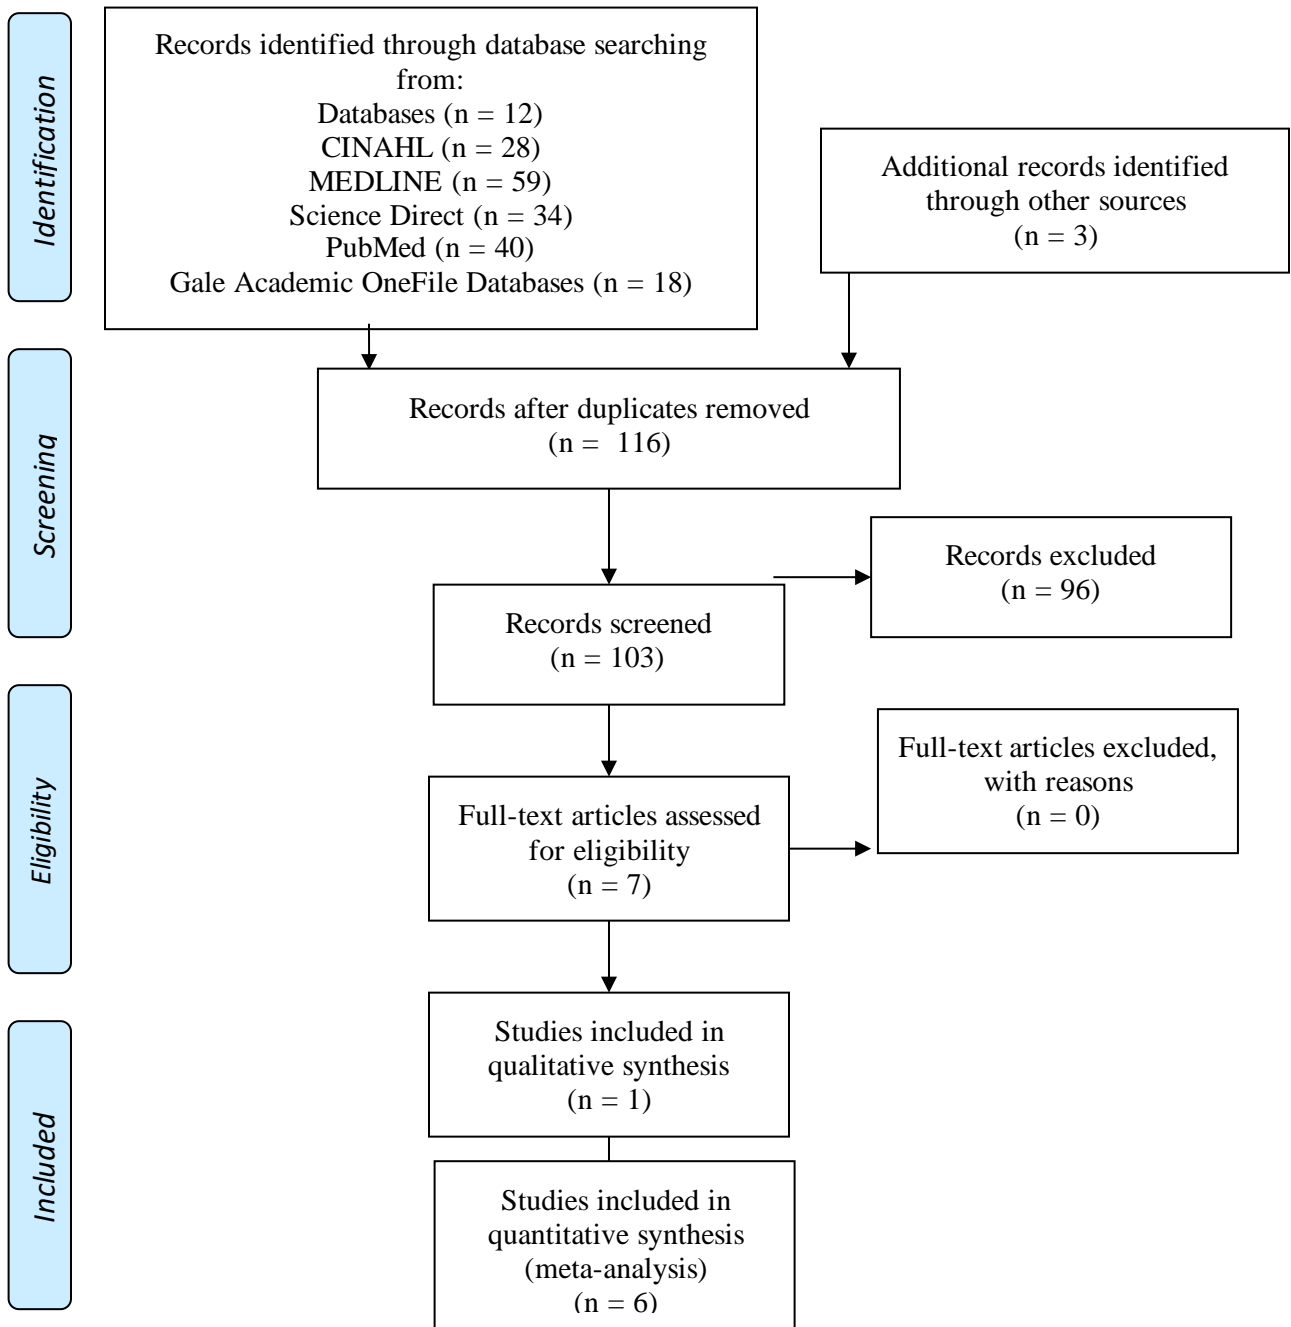 Identification
Records identified through database searching
from:
Databases (n = 12)
CINAHL (n = 28)
MEDLINE (n = 59)
Science Direct (n = 34)
PubMed (n = 40)
Gale Academic OneFile Databases (n = 18)
Additional records identified
through other sources
(n = 3)
Screening
Records after duplicates removed
(n = 116)
Records excluded
(n = 96)
Records screened
(n = 103)
Eligibility
Full-text articles excluded,
with reasons
(n = 0)
Full-text articles assessed
for eligibility
(n = 7)
Included
Studies included in
qualitative synthesis
(n = 1)
Studies included in
quantitative synthesis
(meta-analysis)
(n = 6)